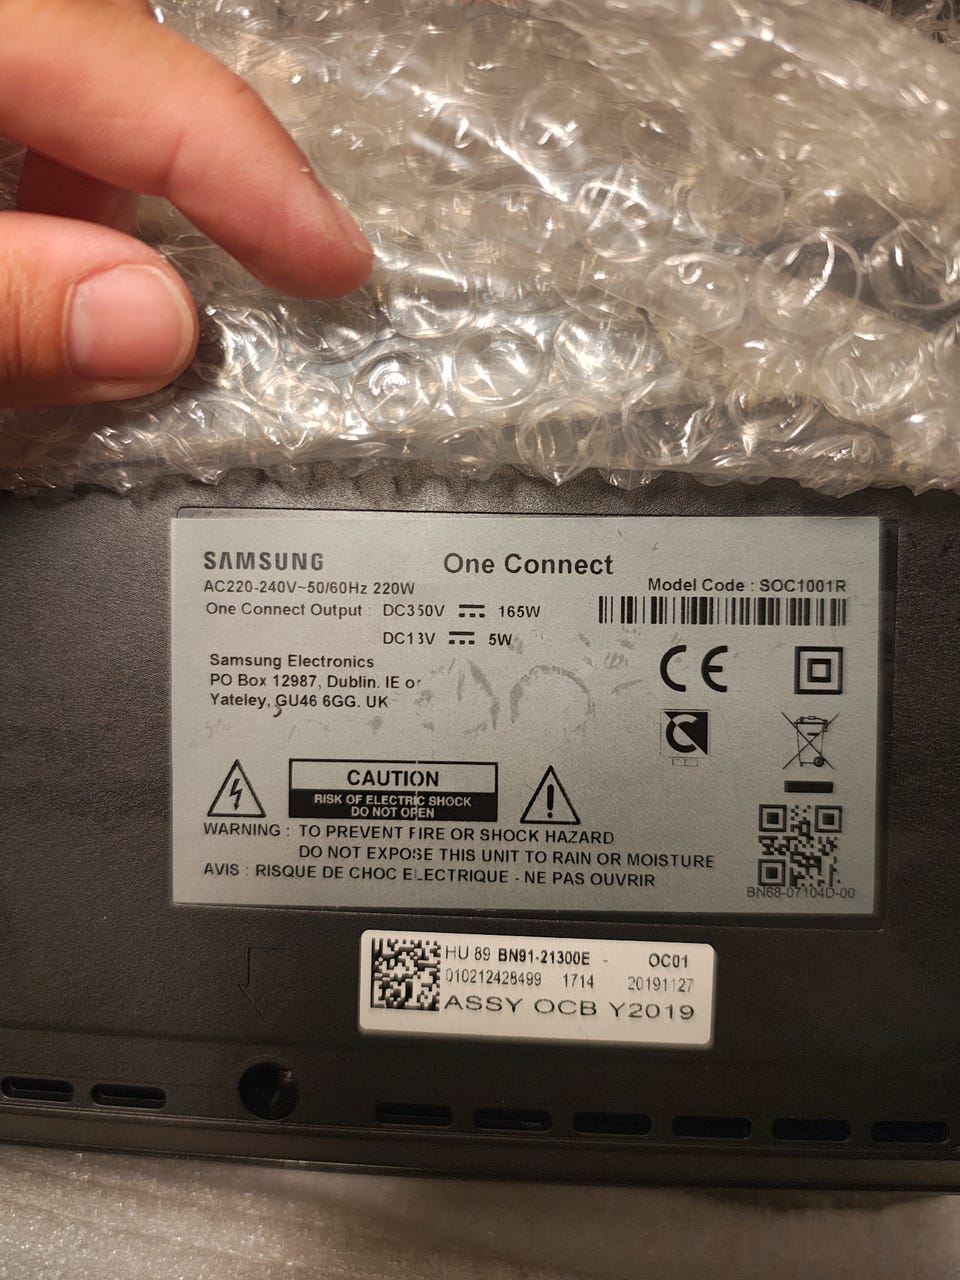 SAMSUNG
One Connect
AC220-240V~50/60Hz 220W
Model Code : SOC1001R
One Connect Output : DC350V 165W
DC13V 5W
Samsung Electronics
PO Box 12987, Dublin. IE or
Yateley, GU46 6GG. UK
CE
CAUTION
RISK OF ELECTRIC SHOCK
DO NOT OPEN
WARNING : TO PREVENT FIRE OR SHOCK HAZARD
DO NOT EXPOSE THIS UNIT TO RAIN OR MOISTURE
AVIS : RISQUE DE CHOC ELECTRIQUE - NE PAS OUVRIR
BN68-07104D-00
HU 89 BN91-21300E - OC01
010212428499 1714 20191127
ASSY OCB Y2019